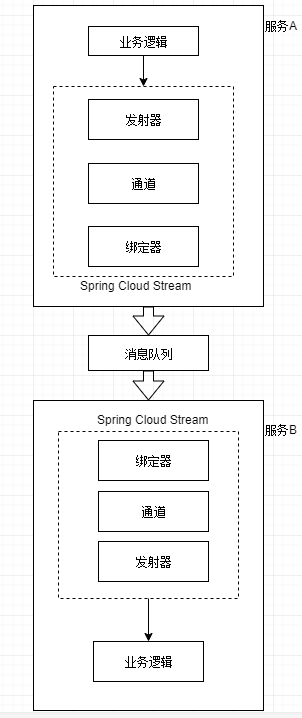 服务A
业务逻辑
发射器
通道
绑定器
Spring Cloud Stream
消息队列
Spring Cloud Stream
服务B
绑定器
通道
发射器
业务逻辑